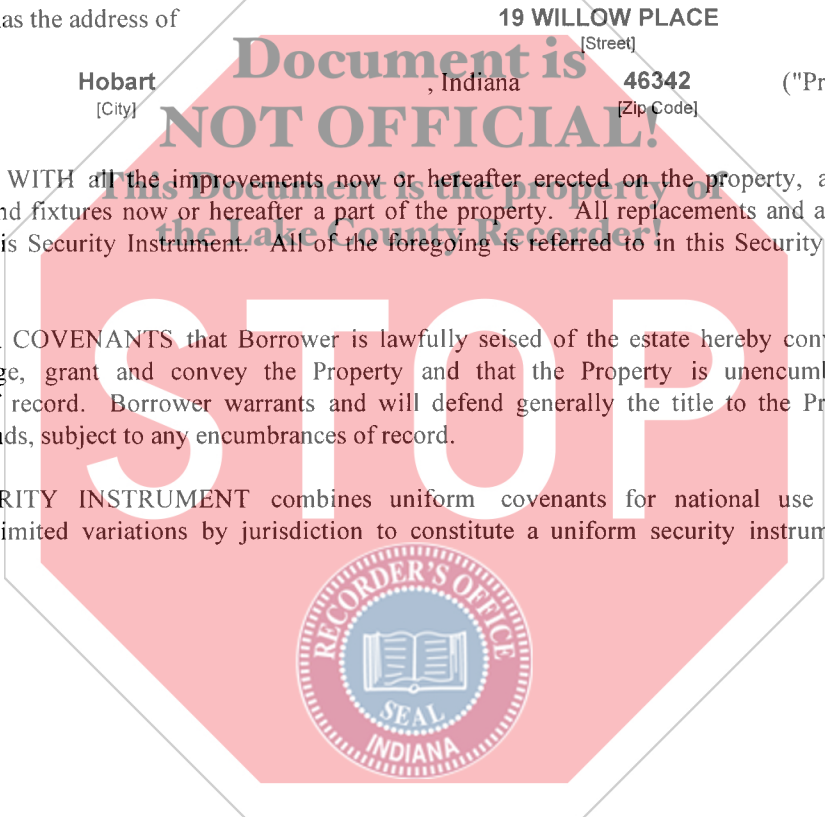 has the address of 19 WILLOW PLACE
[Street]
Document is
Hobart , Indiana 46342 ("Pr
[City] [Zip Code]
NOT OFFICIAL!
WITH all the improvements now or hereafter erected on the property, a
This Document is the property of
nd fixtures now or hereafter a part of the property. All replacements and a
the Lake County Recorder!
is Security Instrument. All of the foregoing is referred to in this Security
COVENANTS that Borrower is lawfully seised of the estate hereby conv
ge, grant and convey the Property and that the Property is unencumb
f record. Borrower warrants and will defend generally the title to the Pr
nds, subject to any encumbrances of record.
STOP
RITY INSTRUMENT combines uniform covenants for national use
imited variations by jurisdiction to constitute a uniform security instrum
RECORDER'S OFFICE
SEAL
INDIANA